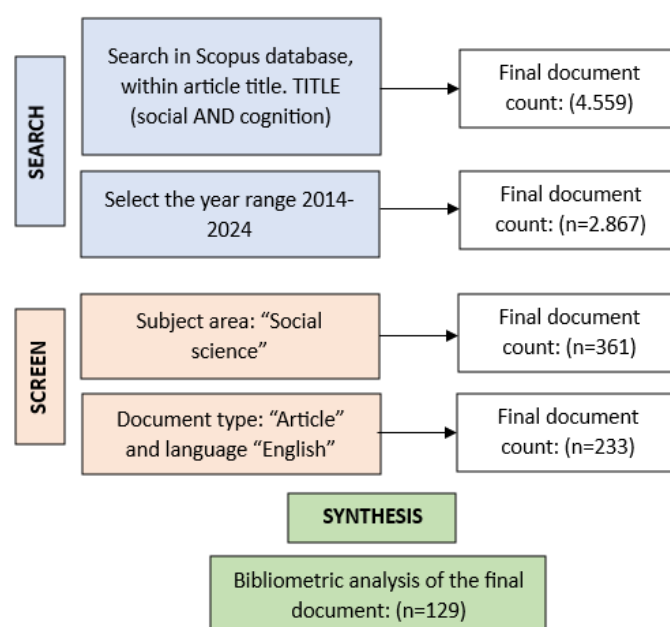 SEARCH
Search in Scopus database,
within article title. TITLE
(social AND cognition)
Final document
count: (4.559)
Select the year range 2014-
2024
Final document
count: (n=2.867)
SCREEN
Subject area: “Social
science”
Final document
count: (n=361)
Document type: “Article”
and language “English”
Final document
count: (n=233)
SYNTHESIS
Bibliometric analysis of the final
document: (n=129)